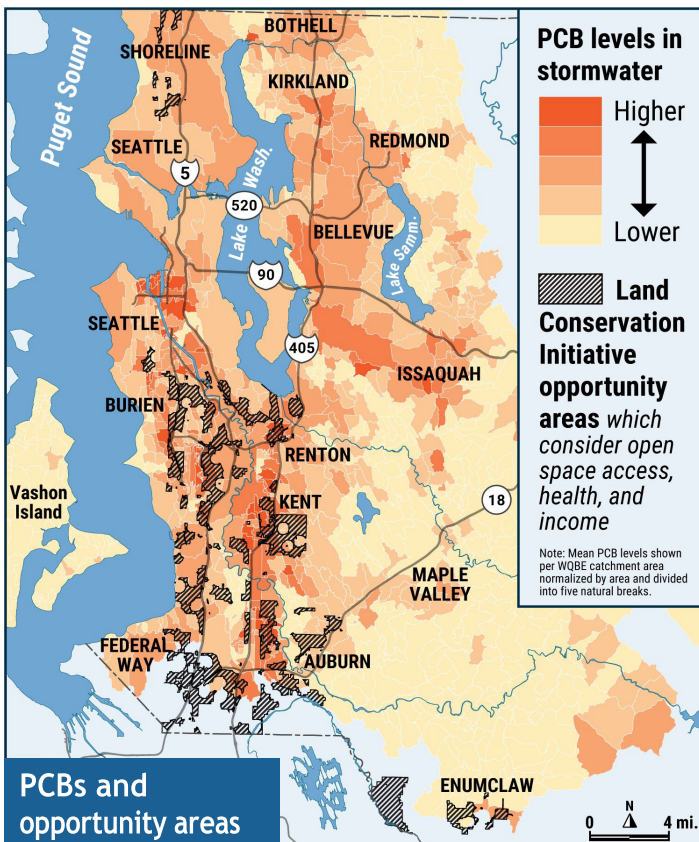 BOTHELL
SHORELINE
KIRKLAND
Puget Sound
REDMOND
SEATTLE
5
Lake Wash.
520
BELLEVUE
Lake Samm.
90
SEATTLE
405
ISSAQUAH
BURIEN
RENTON
Vashon
Island
KENT
18
MAPLE
VALLEY
FEDERAL
WAY
AUBURN
ENUMCLAW
PCB levels in
stormwater
Higher
Lower
Land
Conservation
Initiative
opportunity
areas which
consider open
space access,
health, and
income
Note: Mean PCB levels shown
per WQBE catchment area
normalized by area and divided
into five natural breaks.
PCBs and
opportunity areas
N
0 4 mi.